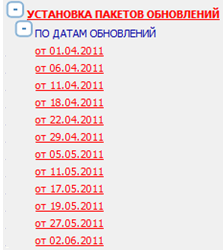 УСТАНОВКА ПАКЕТОВ ОБНОВЛЕНИЙ
ПО ДАТАМ ОБНОВЛЕНИЙ
от 01.04.2011
от 06.04.2011
от 11.04.2011
от 18.04.2011
от 22.04.2011
от 29.04.2011
от 05.05.2011
от 11.05.2011
от 17.05.2011
от 19.05.2011
от 27.05.2011
от 02.06.2011